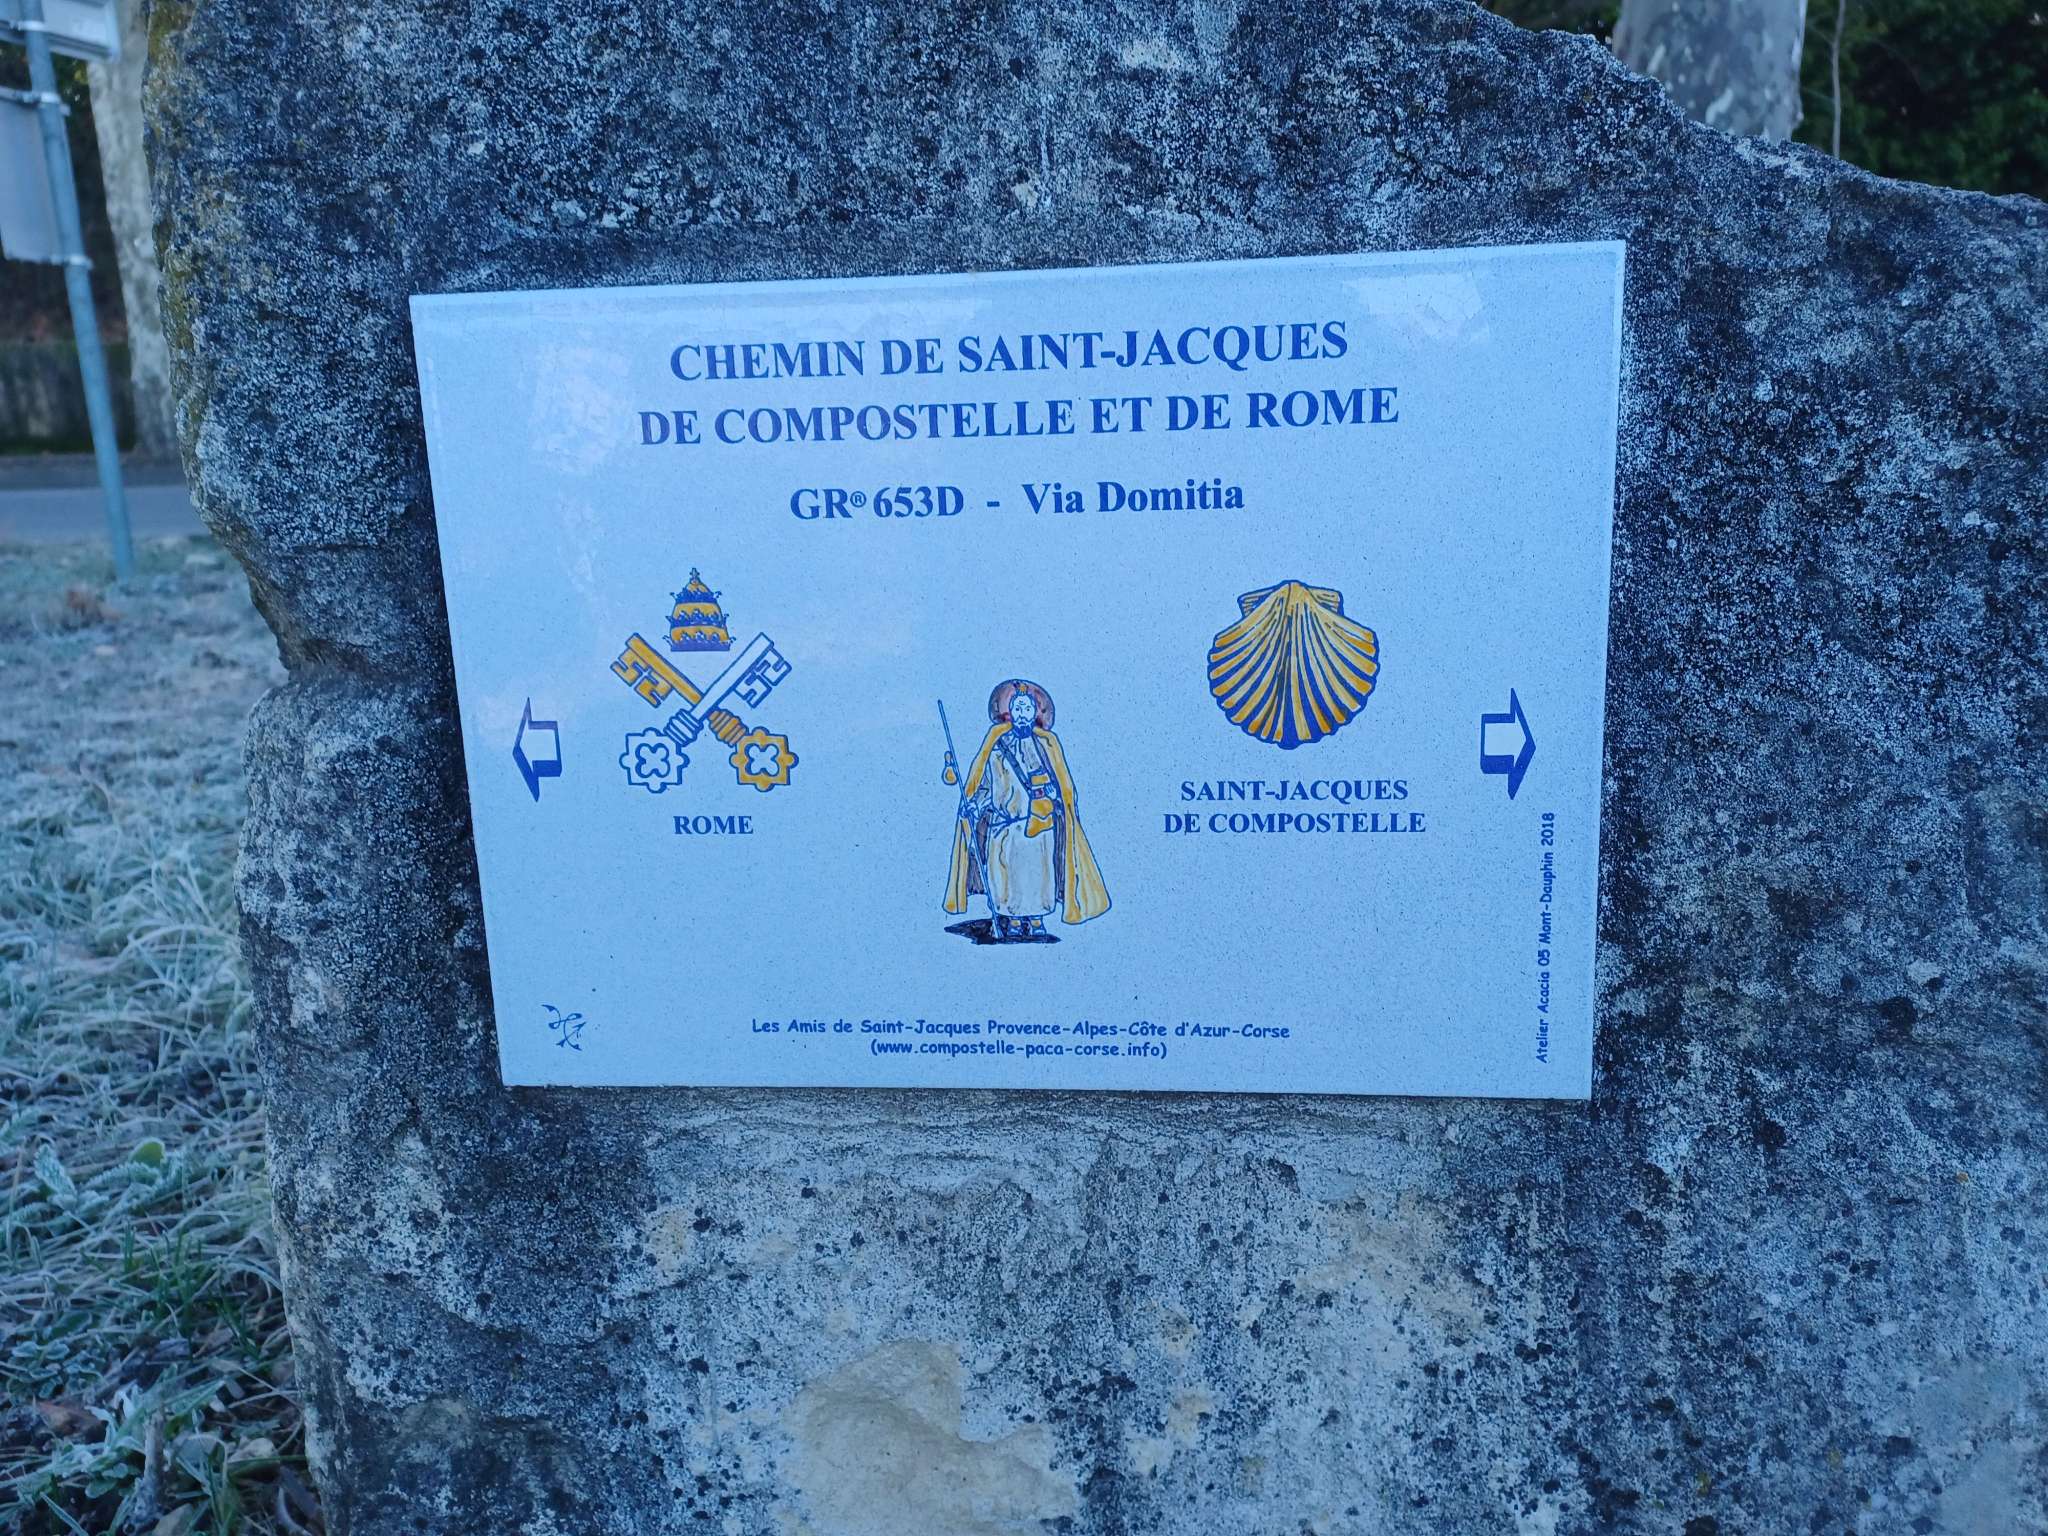 CHEMIN DE SAINT-JACQUES
DE COMPOSTELLE ET DE ROME
GR® 653D - Via Domitia
ROME
SAINT-JACQUES
DE COMPOSTELLE
Les Amis de Saint-Jacques Provence-Alpes-Côte d'Azur-Corse
(www.compostelle-paca-corse.info)
Atelier Acacia 05 Mont-Dauphin 2018